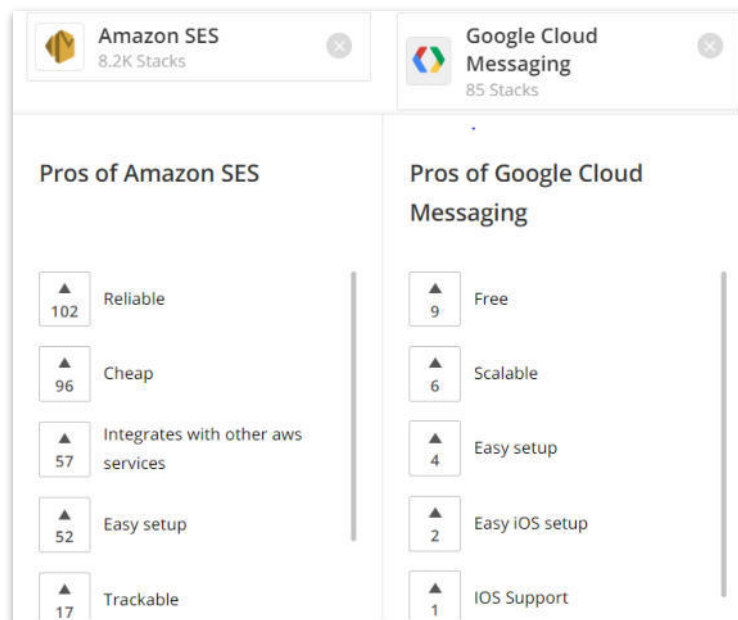 Amazon SES
8.2K Stacks
Google Cloud
Messaging
85 Stacks
Pros of Amazon SES
Pros of Google Cloud
Messaging
102
Reliable
96
Cheap
57
Integrates with other aws
services
52
Easy setup
17
Trackable
9
Free
6
Scalable
4
Easy setup
2
Easy iOS setup
1
IOS Support